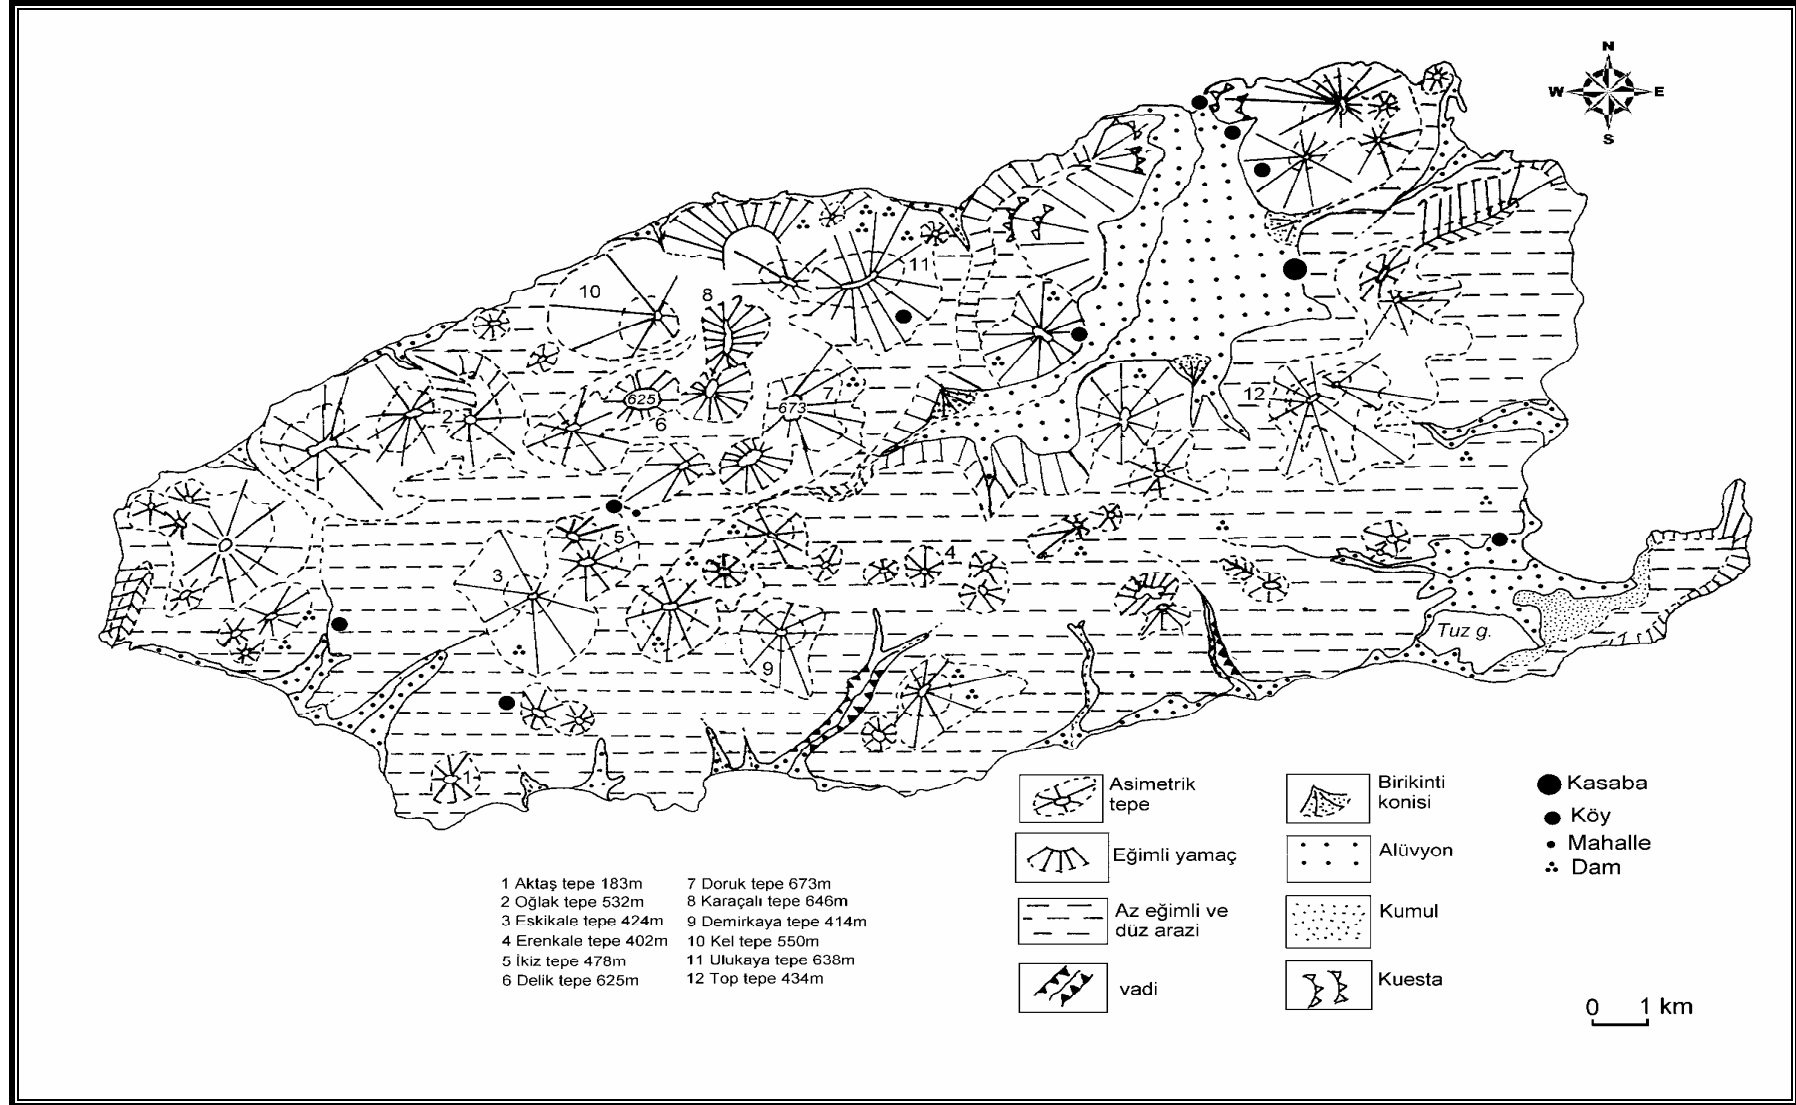 N
W E
S
11
10
8
625
7
673
2
6
12
5
4
3
9
Tuz g.
1
Asimetrik
tepe
Eğimli yamaç
Az eğimli ve
düz arazi
vadi
Birikinti
konisi
Alüvyon
Kumul
Kuesta
Kasaba
Köy
Mahalle
Dam
1 Aktaş tepe 183m
2 Oğlak tepe 532m
3 Eskikale tepe 424m
4 Erenkale tepe 402m
5 İkiz tepe 478m
6 Delik tepe 625m
7 Doruk tepe 673m
8 Karaçalı tepe 646m
9 Demirkaya tepe 414m
10 Kel tepe 550m
11 Ulukaya tepe 638m
12 Top tepe 434m
0 1 km